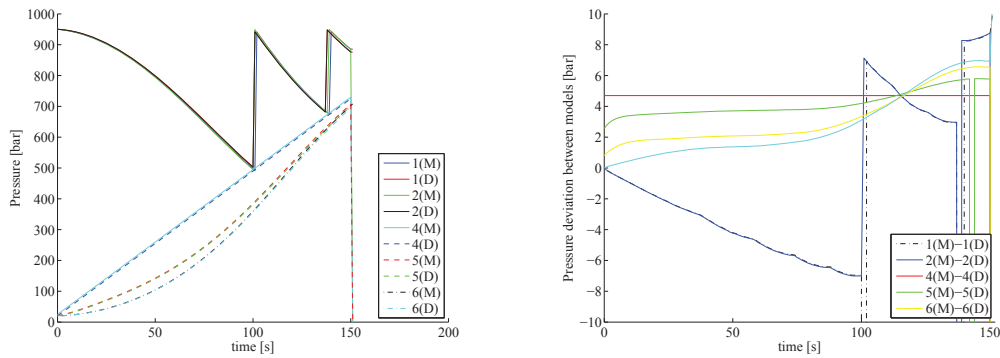 1000
900
800
700
600
500
400
300
200
100
0
0
50
100
150
200
Pressure [bar]
time [s]
1(M)
1(D)
2(M)
2(D)
4(M)
4(D)
5(M)
5(D)
6(M)
6(D)
10
8
6
4
2
0
−2
−4
−6
−8
−10
0
50
100
150
Pressure deviation between models [bar]
time [s]
1(M)−1(D)
2(M)−2(D)
4(M)−4(D)
5(M)−5(D)
6(M)−6(D)